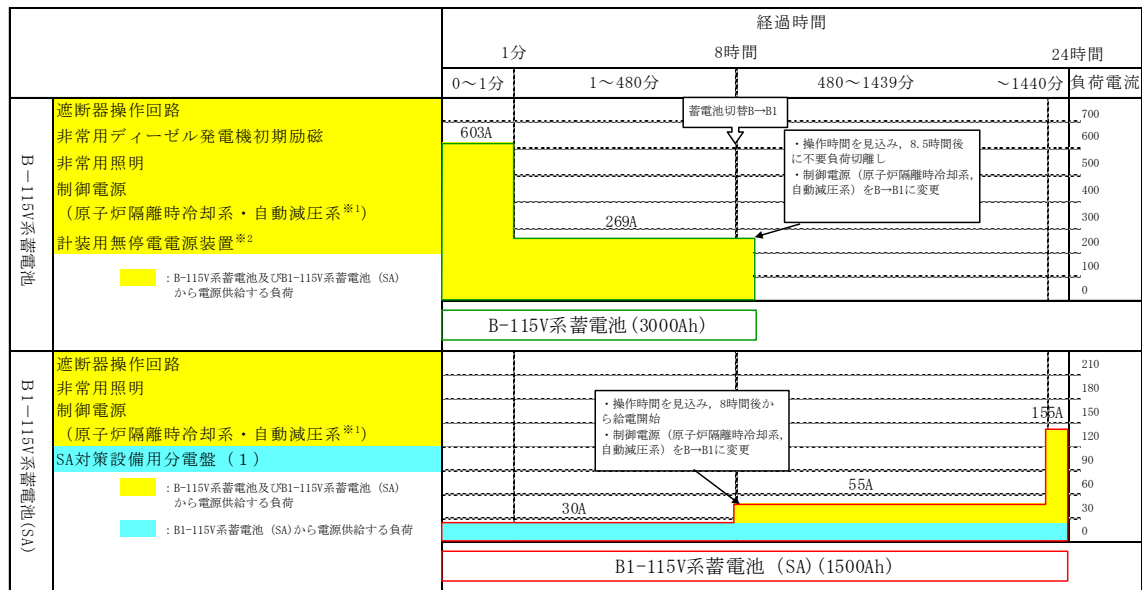 経過時間
1分
8時間
24時間
0～1分
1～480分
480～1439分
～1440分
負荷電流
B－115V系蓄電池
遮断器操作回路
非常用ディーゼル発電機初期励磁
非常用照明
制御電源
（原子炉隔離時冷却系・自動減圧系※1）
計装用無停電電源装置※2
：B-115V系蓄電池及びB1-115V系蓄電池（SA）
から電源供給する負荷
603A
269A
蓄電池切替B→B1
・操作時間を見込み，8.5時間後
に不要負荷切離し
・制御電源（原子炉隔離時冷却系，
自動減圧系）をB→B1に変更
700
600
500
400
300
200
100
0
B-115V系蓄電池(3000Ah)
B1－115V系蓄電池(SA)
遮断器操作回路
非常用照明
制御電源
（原子炉隔離時冷却系・自動減圧系※1）
SA対策設備用分電盤（1）
：B-115V系蓄電池及びB1-115V系蓄電池（SA）
から電源供給する負荷
：B1-115V系蓄電池（SA）から電源供給する負荷
・操作時間を見込み，8時間後か
ら給電開始
・制御電源（原子炉隔離時冷却系，
自動減圧系）をB→B1に変更
30A
55A
155A
210
180
150
120
90
60
30
0
B1-115V系蓄電池（SA）(1500Ah)